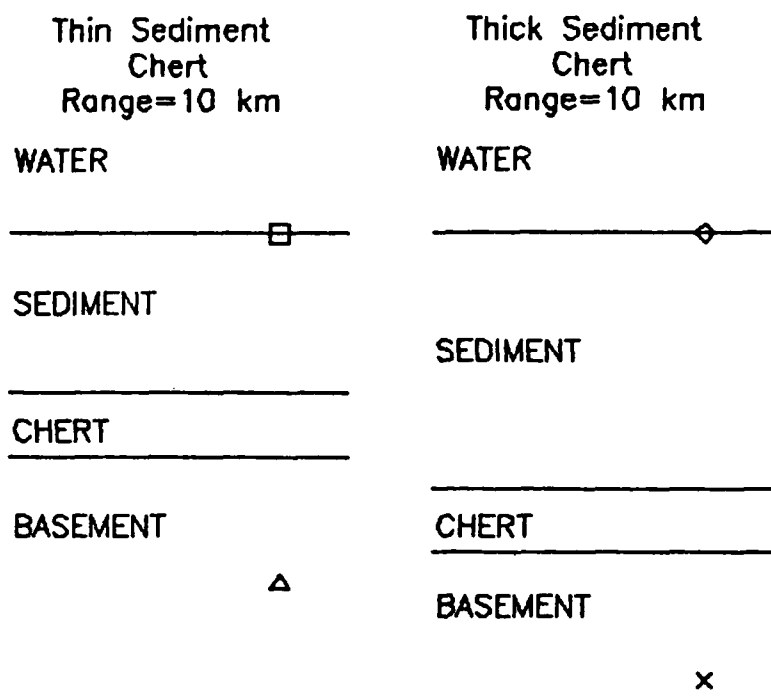 Thin Sediment
Chert
Range=10 km
WATER
SEDIMENT
CHERT
BASEMENT
Thick Sediment
Chert
Range=10 km
WATER
SEDIMENT
CHERT
BASEMENT